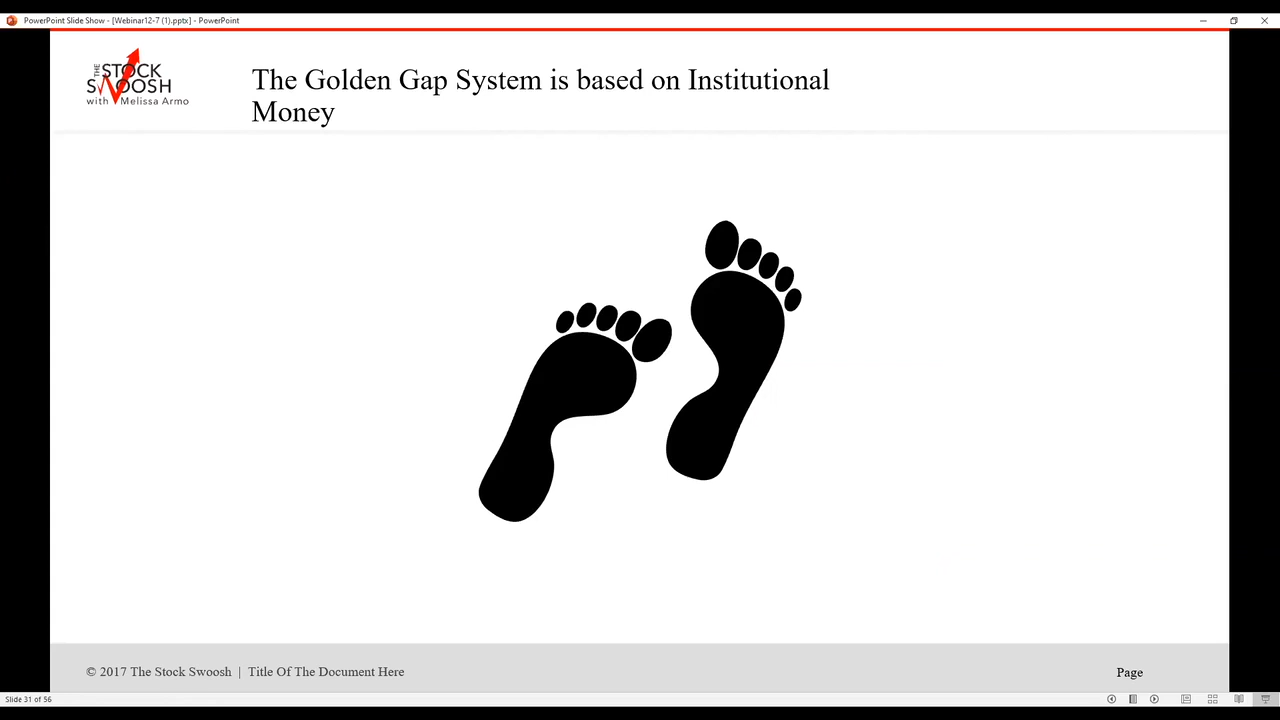 PowerPoint Slide Show - [Webinar12-7 (1).pptx] - PowerPoint
THE STOCK
SWOOSH
with Melissa Armo
The Golden Gap System is based on Institutional
Money
© 2017 The Stock Swoosh | Title Of The Document Here
Page
Slide 31 of 56